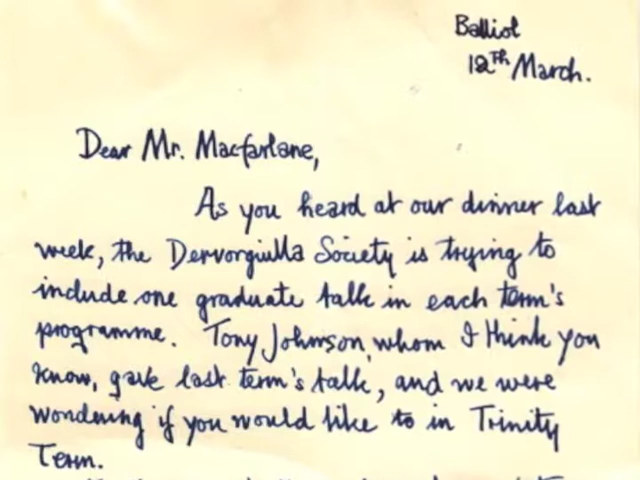 Balliol
12th March.
Dear Mr. Macfarlane,
As you heard at our dinner last
week, the Dervorguilla Society is trying to
include one graduate talk in each term's
programme. Tony Johnson, whom I think you
know, gave last term's talk, and we were
wondering if you would like to in Trinity
Term.